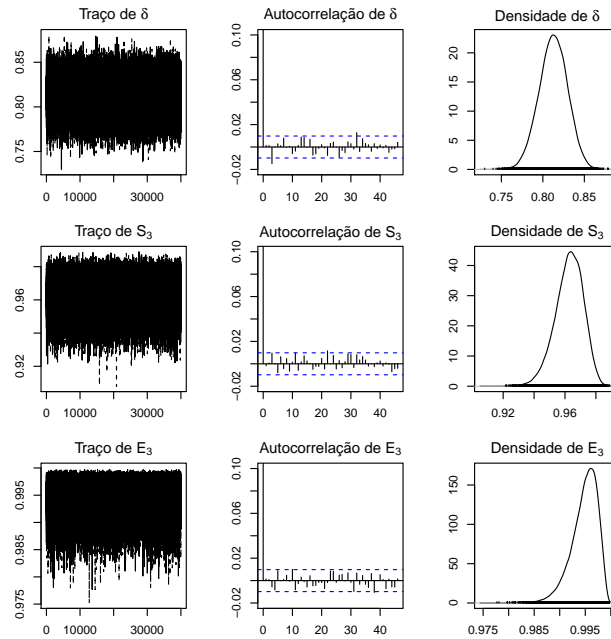 Traço de δ
Autocorrelação de δ
Densidade de δ
0.75 0.80 0.85
0 10000 30000
−0.02 0.02 0.06 0.10
0 10 20 30 40
0 5 10 15 20
0.75 0.80 0.85
Traço de S3
Autocorrelação de S3
Densidade de S3
0.92 0.96
0 10000 30000
−0.02 0.02 0.06 0.10
0 10 20 30 40
0 10 20 30 40
0.92 0.96
Traço de E3
Autocorrelação de E3
Densidade de E3
0.975 0.985 0.995
0 10000 30000
−0.02 0.02 0.06 0.10
0 10 20 30 40
0 50 100 150
0.975 0.985 0.995